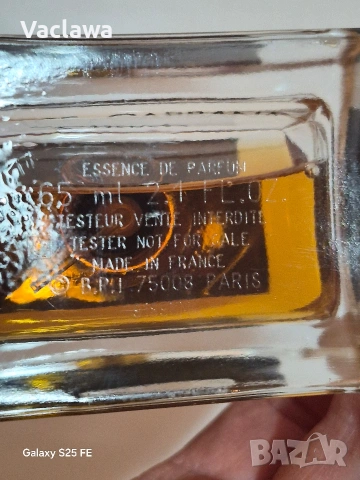 Vaclawa
ESSENCE DE PARFUM
65 ml 2.1 FL.OZ.
TESTEUR VENTE INTERDITE
TESTER NOT FOR SALE
MADE IN FRANCE
© B.P.I 75008 PARIS
Galaxy S25 FE
BAZAR